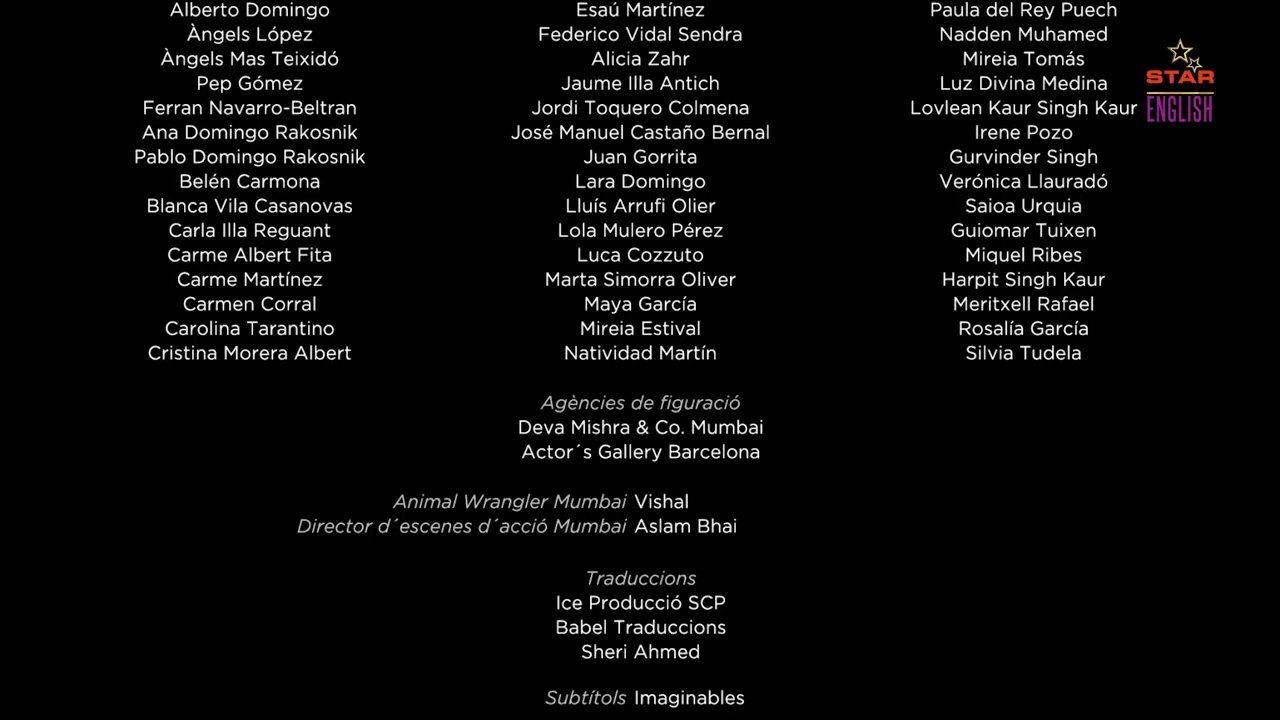 Alberto Domingo
Àngels López
Àngels Mas Teixidó
Pep Gómez
Ferran Navarro-Beltran
Ana Domingo Rakosnik
Pablo Domingo Rakosnik
Belén Carmona
Blanca Vila Casanovas
Carla Illa Reguant
Carme Albert Fita
Carme Martínez
Carmen Corral
Carolina Tarantino
Cristina Morera Albert
Esaú Martínez
Federico Vidal Sendra
Alicia Zahr
Jaume Illa Antich
Jordi Toquero Colmena
José Manuel Castaño Bernal
Juan Gorrita
Lara Domingo
Lluís Arrufi Olier
Lola Mulero Pérez
Luca Cozzuto
Marta Simorra Oliver
Maya García
Mireia Estival
Natividad Martín
Paula del Rey Puech
Nadden Muhamed
Mireia Tomás
Luz Divina Medina
Lovlean Kaur Singh Kaur
Irene Pozo
Gurvinder Singh
Verónica Llauradó
Saioa Urquia
Guiomar Tuixen
Miquel Ribes
Harpit Singh Kaur
Meritxell Rafael
Rosalía García
Silvia Tudela
STAR
ENGLISH
Agències de figuració
Deva Mishra & Co. Mumbai
Actor´s Gallery Barcelona
Animal Wrangler Mumbai Vishal
Director d´escenes d´acció Mumbai Aslam Bhai
Traduccions
Ice Producció SCP
Babel Traduccions
Sheri Ahmed
Subtítols Imaginables